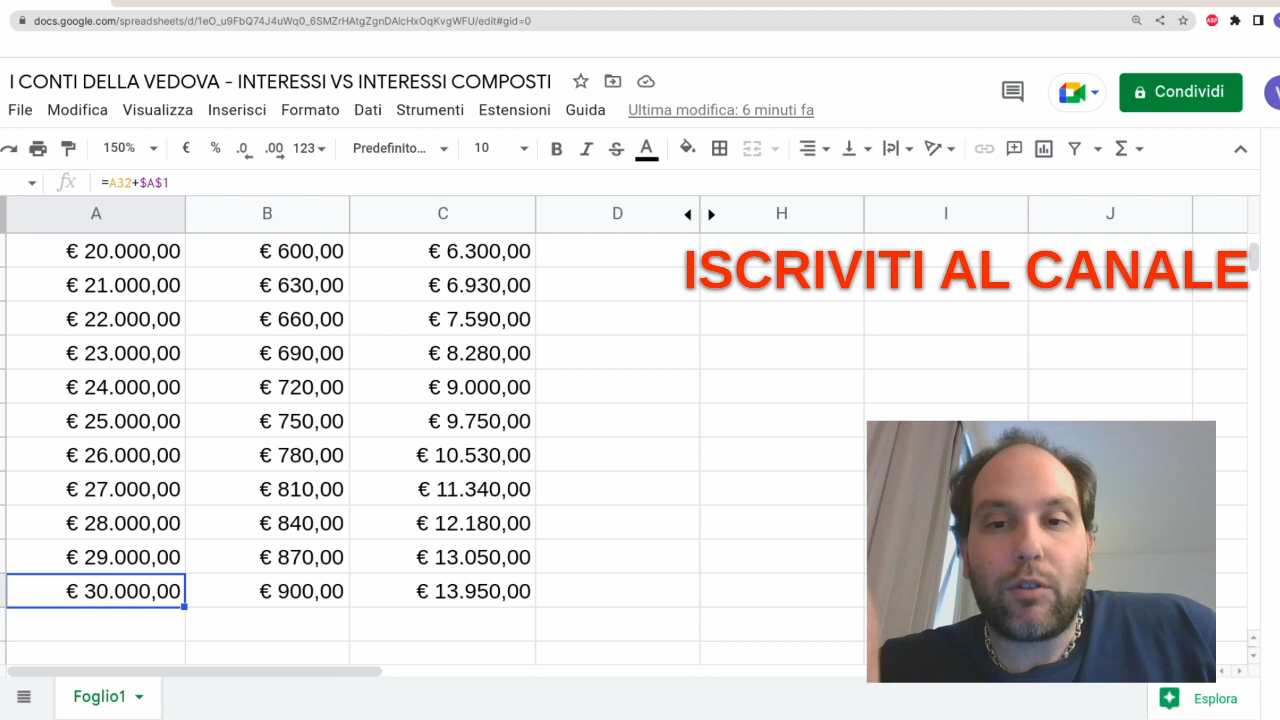 docs.google.com/spreadsheets/d/1eO_u9FbQ74J4uWq0_6SMZrHAtgZgnDAlcHxOqKvgWFU/edit#gid=0
I CONTI DELLA VEDOVA - INTERESSI VS INTERESSI COMPOSTI
Condividi
File Modifica Visualizza Inserisci Formato Dati Strumenti Estensioni Guida Ultima modifica: 6 minuti fa
150% € % .0 .00 123 Predefinito... 10 B I S A Σ
fx =A32+$A$1
A B C D H I J
€ 20.000,00 € 600,00 € 6.300,00
ISCRIVITI AL CANALE
€ 21.000,00 € 630,00 € 6.930,00
€ 22.000,00 € 660,00 € 7.590,00
€ 23.000,00 € 690,00 € 8.280,00
€ 24.000,00 € 720,00 € 9.000,00
€ 25.000,00 € 750,00 € 9.750,00
€ 26.000,00 € 780,00 € 10.530,00
€ 27.000,00 € 810,00 € 11.340,00
€ 28.000,00 € 840,00 € 12.180,00
€ 29.000,00 € 870,00 € 13.050,00
€ 30.000,00 € 900,00 € 13.950,00
Foglio1
Esplora